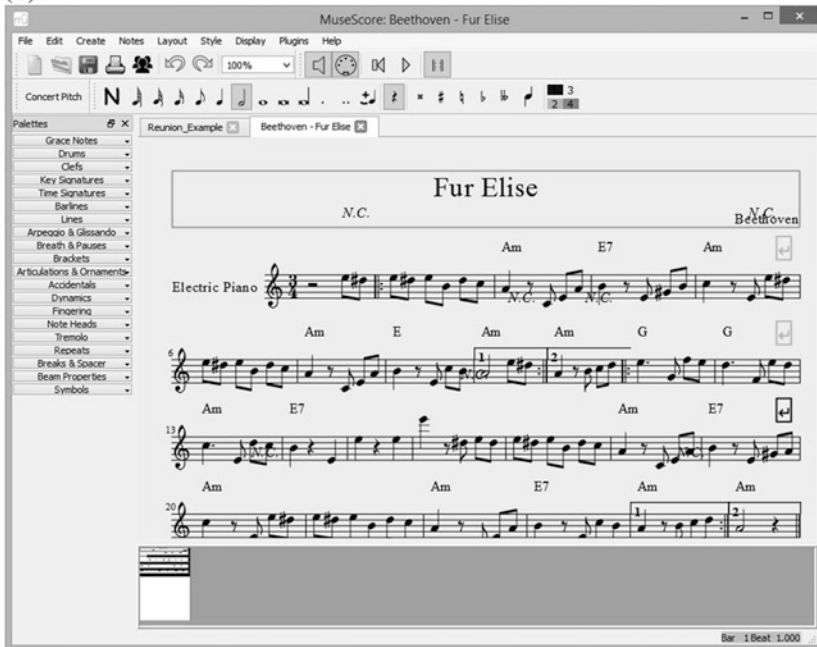 MuseScore: Beethoven - Fur Elise
File Edit Create Notes Layout Style Display Plugins Help
100%
Concert Pitch N 3
2 4
Palettes
Reunion_Example Beethoven - Fur Elise
Grace Notes
Drums
Clefs
Key Signatures
Time Signatures
Barlines
Lines
Arpeggio & Glissando
Breath & Pauses
Brackets
Articulations & Ornaments
Accidentals
Dynamics
Fingering
Note Heads
Tremolo
Repeats
Breaks & Spacer
Beam Properties
Symbols
Fur Elise
N.C. N.C.
Beethoven
Am E7 Am
Electric Piano 3
4
N.C. N.C.
Am E Am Am G G
6 1 2
N.C.
Am E7 Am E7
13
N.C. N.C.
Am Am E7 Am Am
20 1 2
Bar 1 Beat 1.000